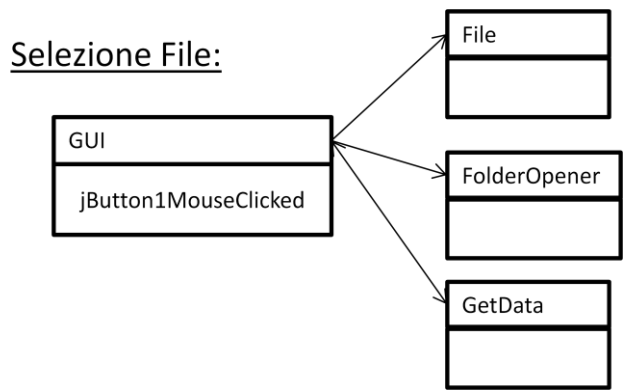 Selezione File:
File
GUI
jButton1MouseClicked
FolderOpener
GetData